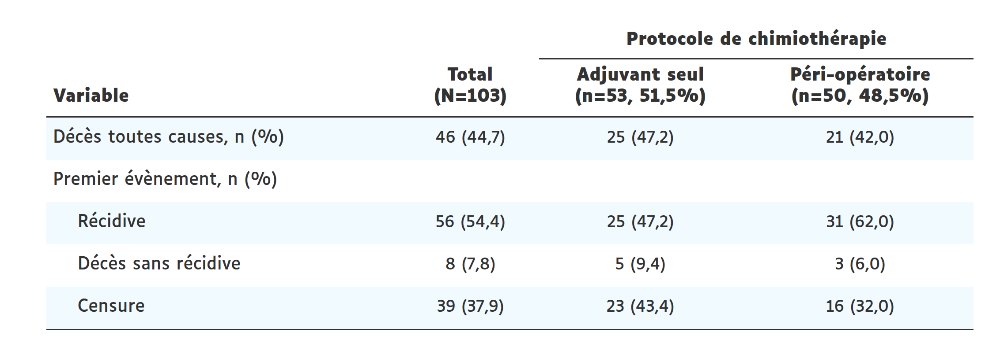 Protocole de chimiothérapie
Total Adjuvant seul Péri-opératoire
Variable (N=103) (n=53, 51,5%) (n=50, 48,5%)
Décès toutes causes, n (%) 46 (44,7) 25 (47,2) 21 (42,0)
Premier évènement, n (%)
Récidive 56 (54,4) 25 (47,2) 31 (62,0)
Décès sans récidive 8 (7,8) 5 (9,4) 3 (6,0)
Censure 39 (37,9) 23 (43,4) 16 (32,0)